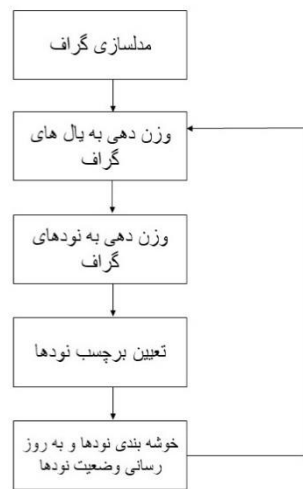 مدلسازی گراف
وزن دهی به یال های
گراف
وزن دهی به نودهای
گراف
تعیین برچسب نودها
خوشه بندی نودها و به روز
رسانی وضعیت نودها